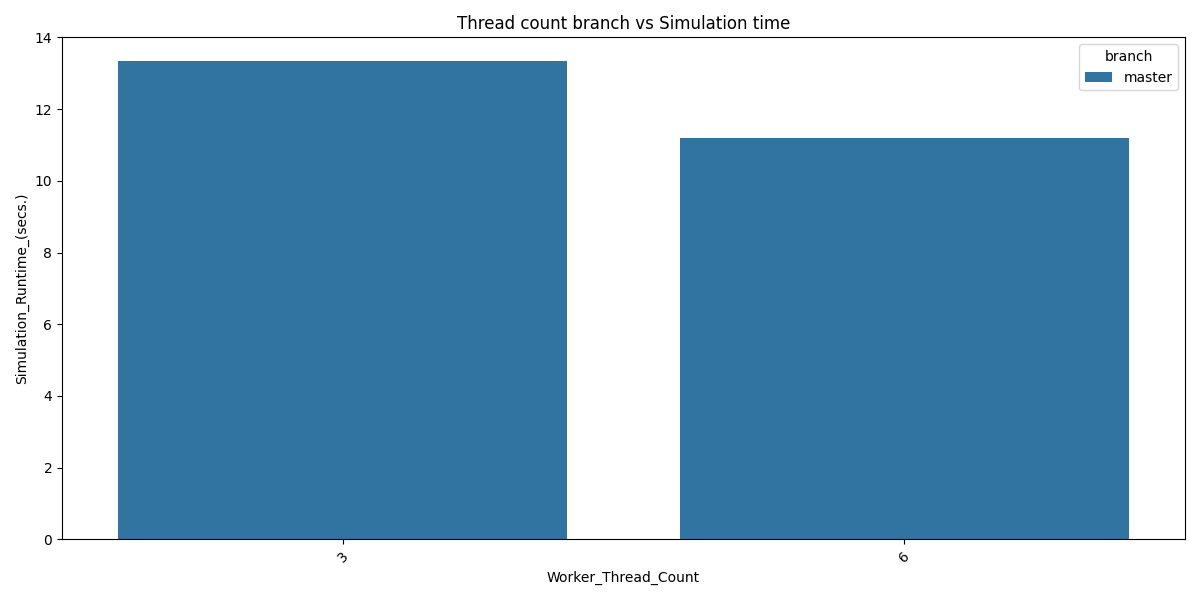 Thread count branch vs Simulation time
branch
master
Simulation_Runtime_(secs.)
14
12
10
8
6
4
2
0
3
6
Worker_Thread_Count